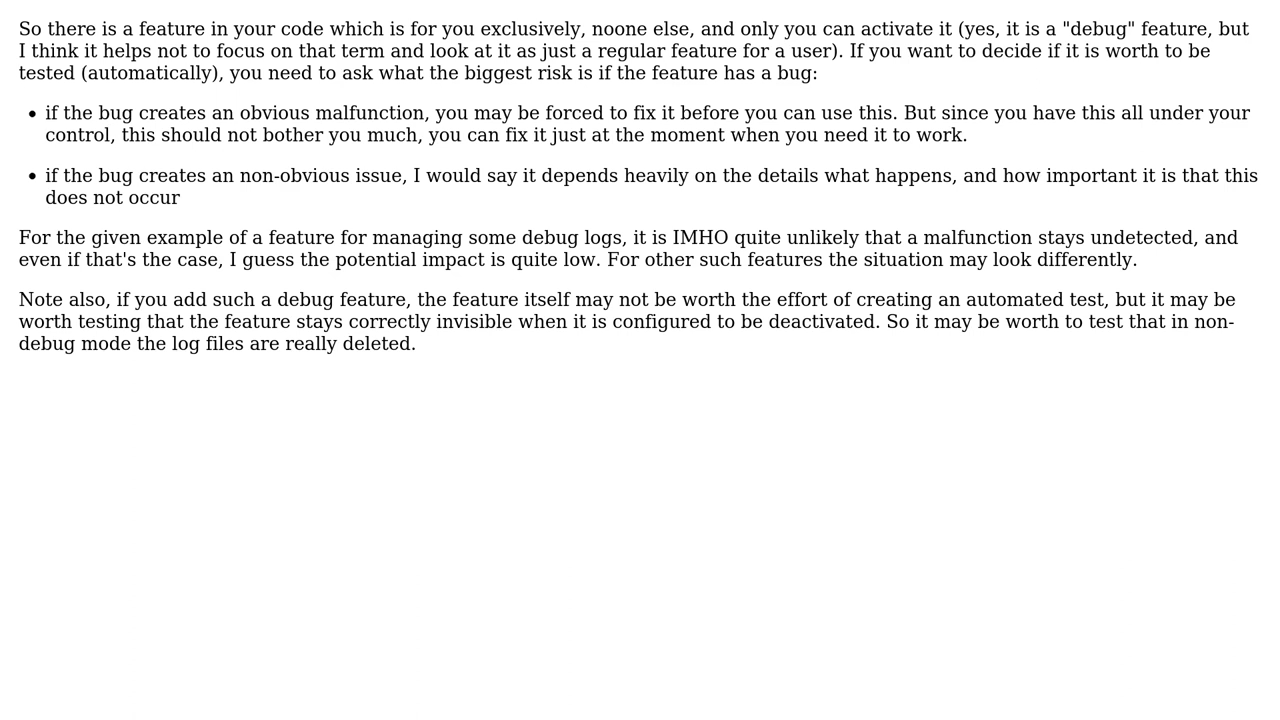 So there is a feature in your code which is for you exclusively, noone else, and only you can activate it (yes, it is a "debug" feature, but
I think it helps not to focus on that term and look at it as just a regular feature for a user). If you want to decide if it is worth to be
tested (automatically), you need to ask what the biggest risk is if the feature has a bug:
• if the bug creates an obvious malfunction, you may be forced to fix it before you can use this. But since you have this all under your
control, this should not bother you much, you can fix it just at the moment when you need it to work.
• if the bug creates an non-obvious issue, I would say it depends heavily on the details what happens, and how important it is that this
does not occur
For the given example of a feature for managing some debug logs, it is IMHO quite unlikely that a malfunction stays undetected, and
even if that's the case, I guess the potential impact is quite low. For other such features the situation may look differently.
Note also, if you add such a debug feature, the feature itself may not be worth the effort of creating an automated test, but it may be
worth testing that the feature stays correctly invisible when it is configured to be deactivated. So it may be worth to test that in non-
debug mode the log files are really deleted.